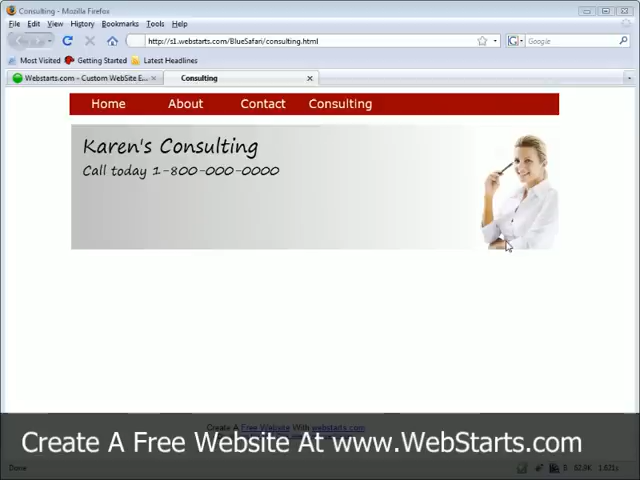 Consulting - Mozilla Firefox
File Edit View History Bookmarks Tools Help
http://s1.webstarts.com/BlueSafari/consulting.html
Google
Most Visited Getting Started Latest Headlines
Webstarts.com - Custom WebSite E... Consulting
Home About Contact Consulting
Karen's Consulting
Call today 1-800-000-0000
Create A Free Website With webstarts.com
Create A Free Website At www.WebStarts.com
Done